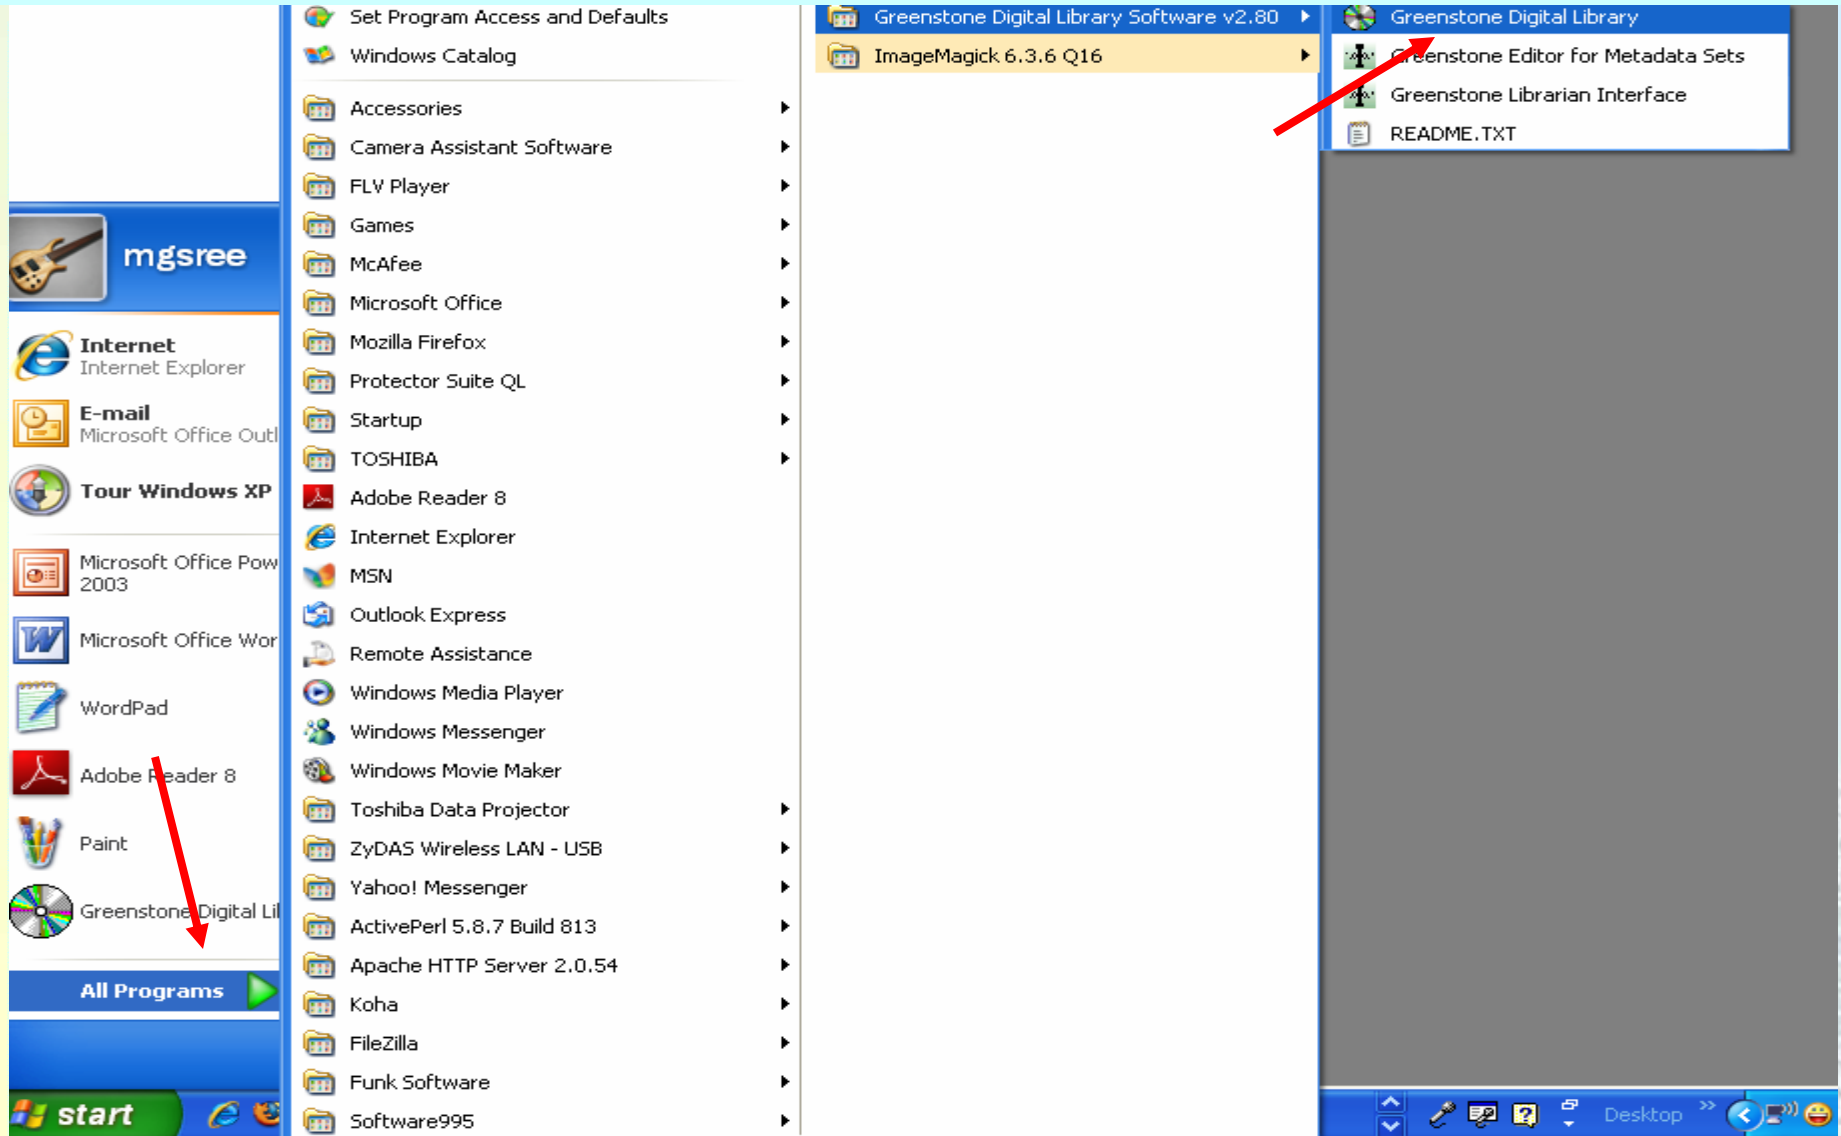 mgsree
Internet
Internet Explorer
E-mail
Microsoft Office Outl
Tour Windows XP
Microsoft Office Pow
2003
Microsoft Office Wor
WordPad
Adobe Reader 8
Paint
Greenstone Digital Lil
All Programs
start
Set Program Access and Defaults
Windows Catalog
Accessories
Camera Assistant Software
FLV Player
Games
McAfee
Microsoft Office
Mozilla Firefox
Protector Suite QL
Startup
TOSHIBA
Adobe Reader 8
Internet Explorer
MSN
Outlook Express
Remote Assistance
Windows Media Player
Windows Messenger
Windows Movie Maker
Toshiba Data Projector
ZyDAS Wireless LAN - USB
Yahoo! Messenger
ActivePerl 5.8.7 Build 813
Apache HTTP Server 2.0.54
Koha
FileZilla
Funk Software
Software995
Greenstone Digital Library Software v2.80
ImageMagick 6.3.6 Q16
Greenstone Digital Library
Greenstone Editor for Metadata Sets
Greenstone Librarian Interface
README.TXT
Desktop